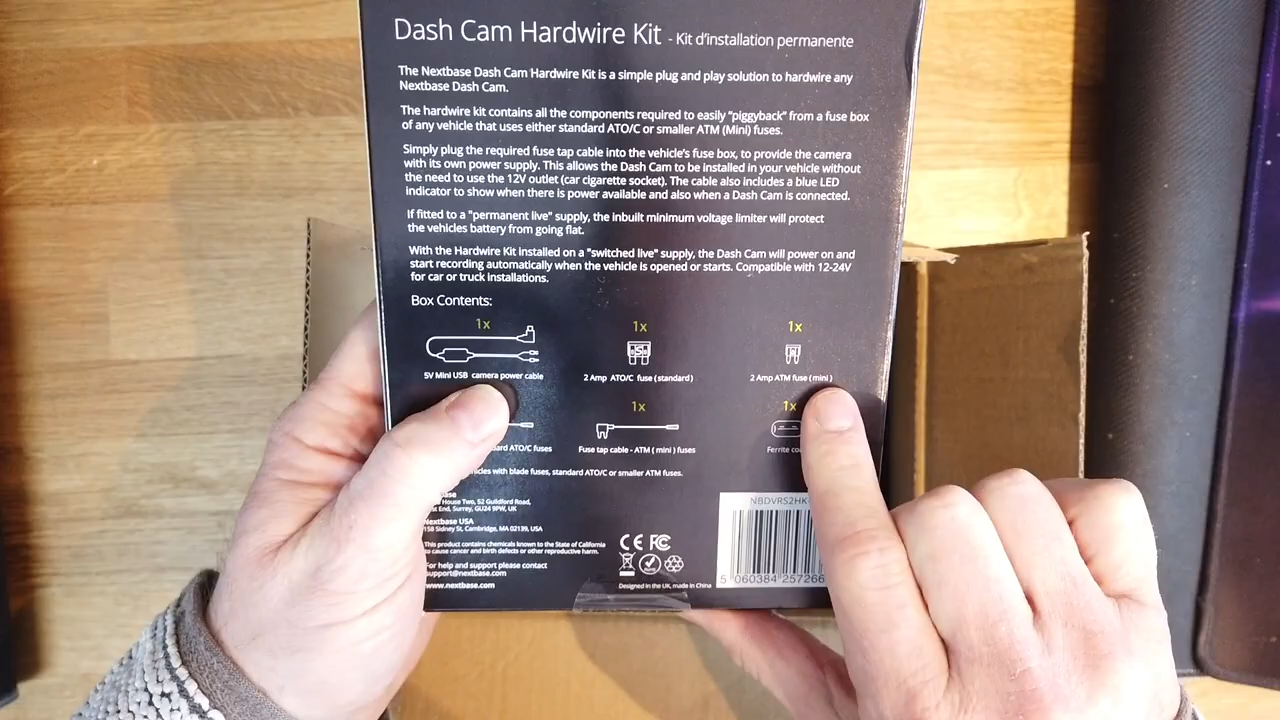 Dash Cam Hardwire Kit - Kit d'installation permanente
The Nextbase Dash Cam Hardwire Kit is a simple plug and play solution to hardwire any
Nextbase Dash Cam.
The hardwire kit contains all the components required to easily "piggyback" from a fuse box
of any vehicle that uses either standard ATO/C or smaller ATM (Mini) fuses.
Simply plug the required fuse tap cable into the vehicle's fuse box, to provide the camera
with its own power supply. This allows the Dash Cam to be installed in your vehicle without
the need to use the 12V outlet (car cigarette socket). The cable also includes a blue LED
indicator to show when there is power available and also when a Dash Cam is connected.
If fitted to a "permanent live" supply, the inbuilt minimum voltage limiter will protect
the vehicles battery from going flat.
With the Hardwire Kit installed on a "switched live" supply, the Dash Cam will power on and
start recording automatically when the vehicle is opened or starts. Compatible with 12-24V
for car or truck installations.
Box Contents:
1x 1x 1x
5V Mini USB camera power cable 2 Amp ATO/C fuse (standard) 2 Amp ATM fuse (mini)
1x 1x
ATO/C fuses Fuse tap cable - ATM (mini) fuses Ferrite
with blade fuses, standard ATO/C or smaller ATM fuses.
House Two, 52 Guildford Road,
End, Surrey, GU24 9PW, UK
Nextbase USA
158 Sidney St, Cambridge, MA 02139, USA
This product contains chemicals known to the State of California
to cause cancer and birth defects or other reproductive harm.
For help and support please contact
support@nextbase.com
www.nextbase.com
CE FC
Designed in the UK, made in China
NBDVRS2HK
5 060384 257266